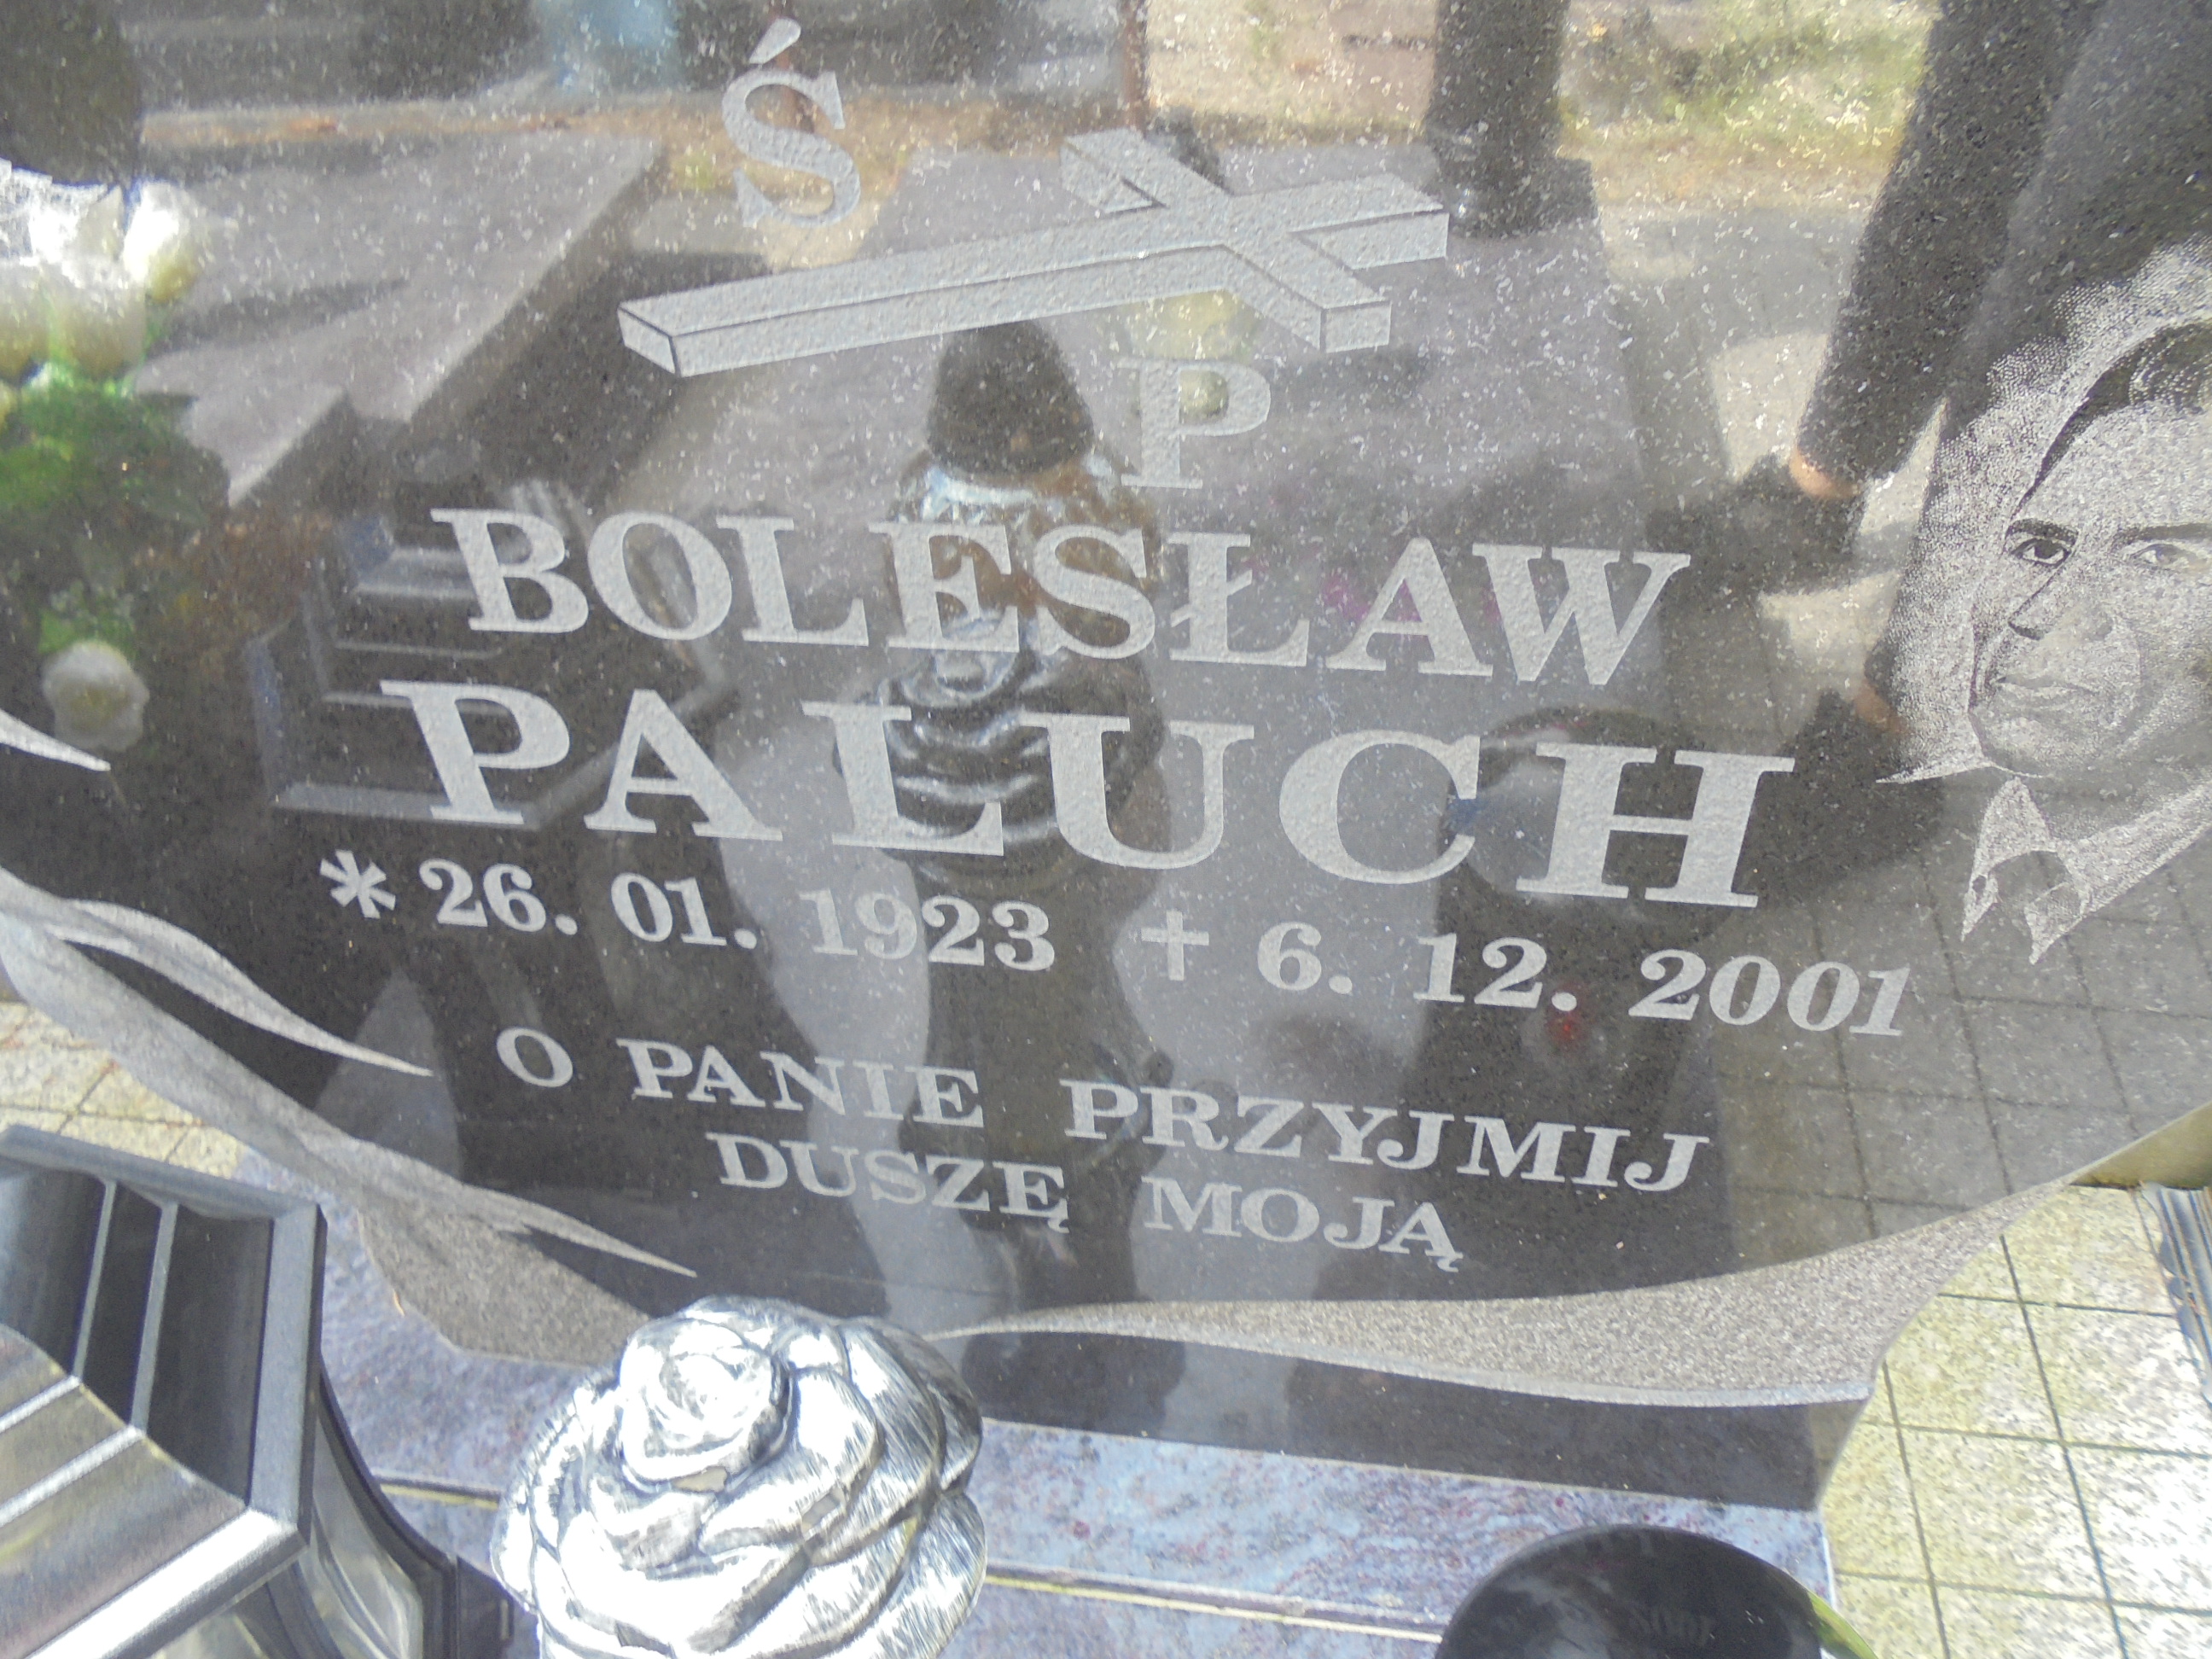 Ś
P
BOLESŁAW
PALUCH
* 26. 01. 1923 † 6. 12. 2001
O PANIE PRZYJMIJ
DUSZĘ MOJĄ